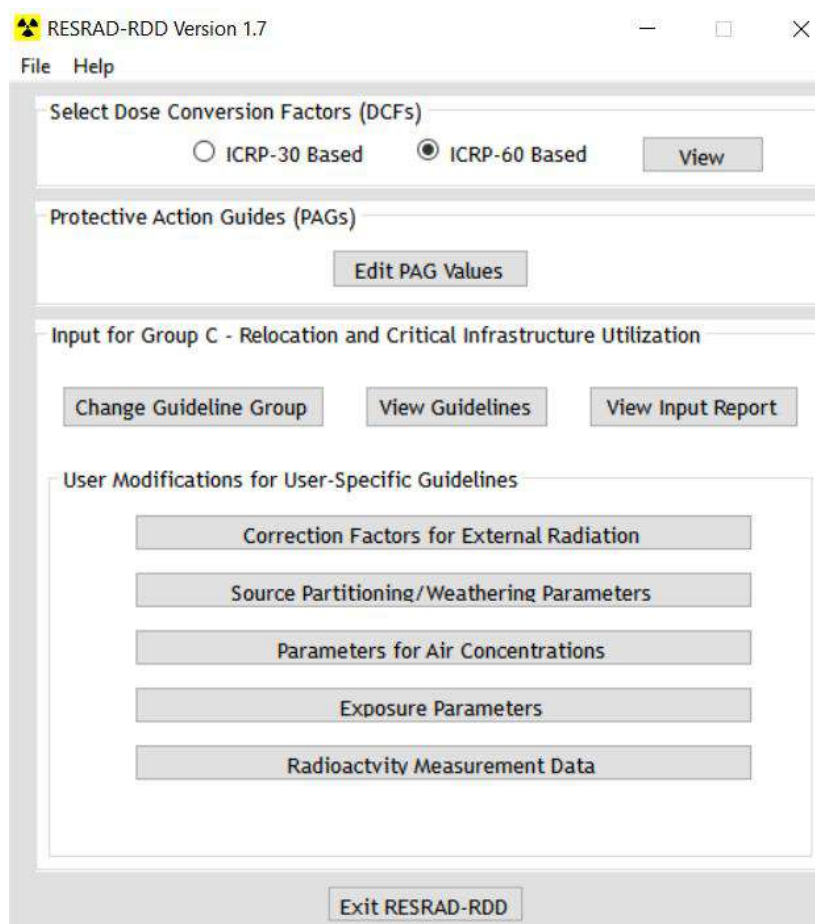 RESRAD-RDD Version 1.7
File Help
Select Dose Conversion Factors (DCFs)
ICRP-30 Based ICRP-60 Based View
Protective Action Guides (PAGs)
Edit PAG Values
Input for Group C - Relocation and Critical Infrastructure Utilization
Change Guideline Group View Guidelines View Input Report
User Modifications for User-Specific Guidelines
Correction Factors for External Radiation
Source Partitioning/Weathering Parameters
Parameters for Air Concentrations
Exposure Parameters
Radioactvity Measurement Data
Exit RESRAD-RDD